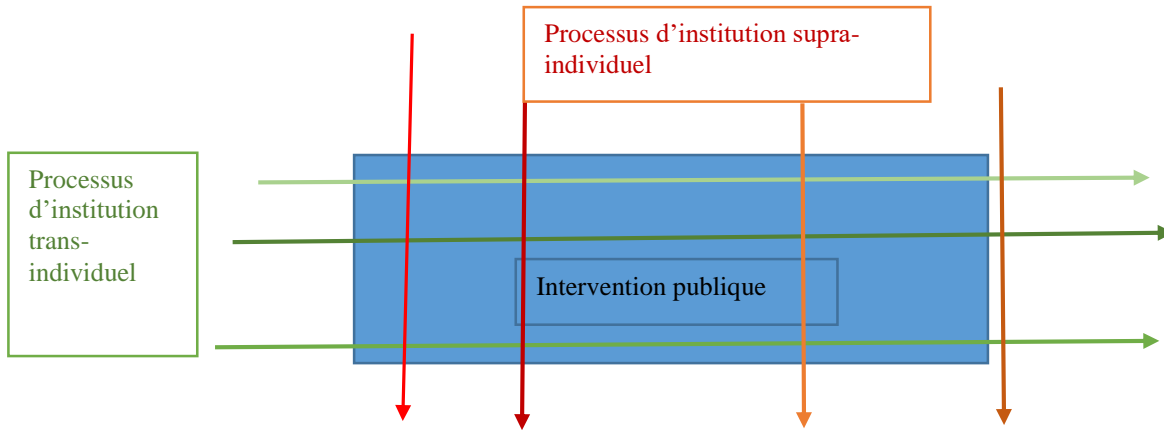 Processus d’institution supra-
individuel
Processus
d’institution
trans-
individuel
Intervention publique